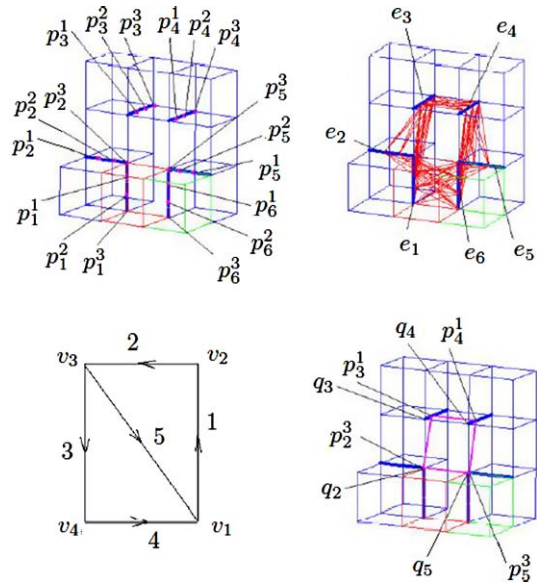 p_3^1 p_3^2 p_3^3 p_4^1 p_4^2 p_4^3
p_2^2 p_2^3 p_5^3
p_2^1 p_5^2
p_5^1
p_1^1 p_6^1
p_1^2 p_6^2
p_1^3 p_6^3
e_3 e_4
e_2
e_1 e_6 e_5
v_3 2 v_2
3 5 1
v_4 4 v_1
q_4 p_4^1
p_3^1
q_3
p_2^3
q_2
q_5 p_5^3